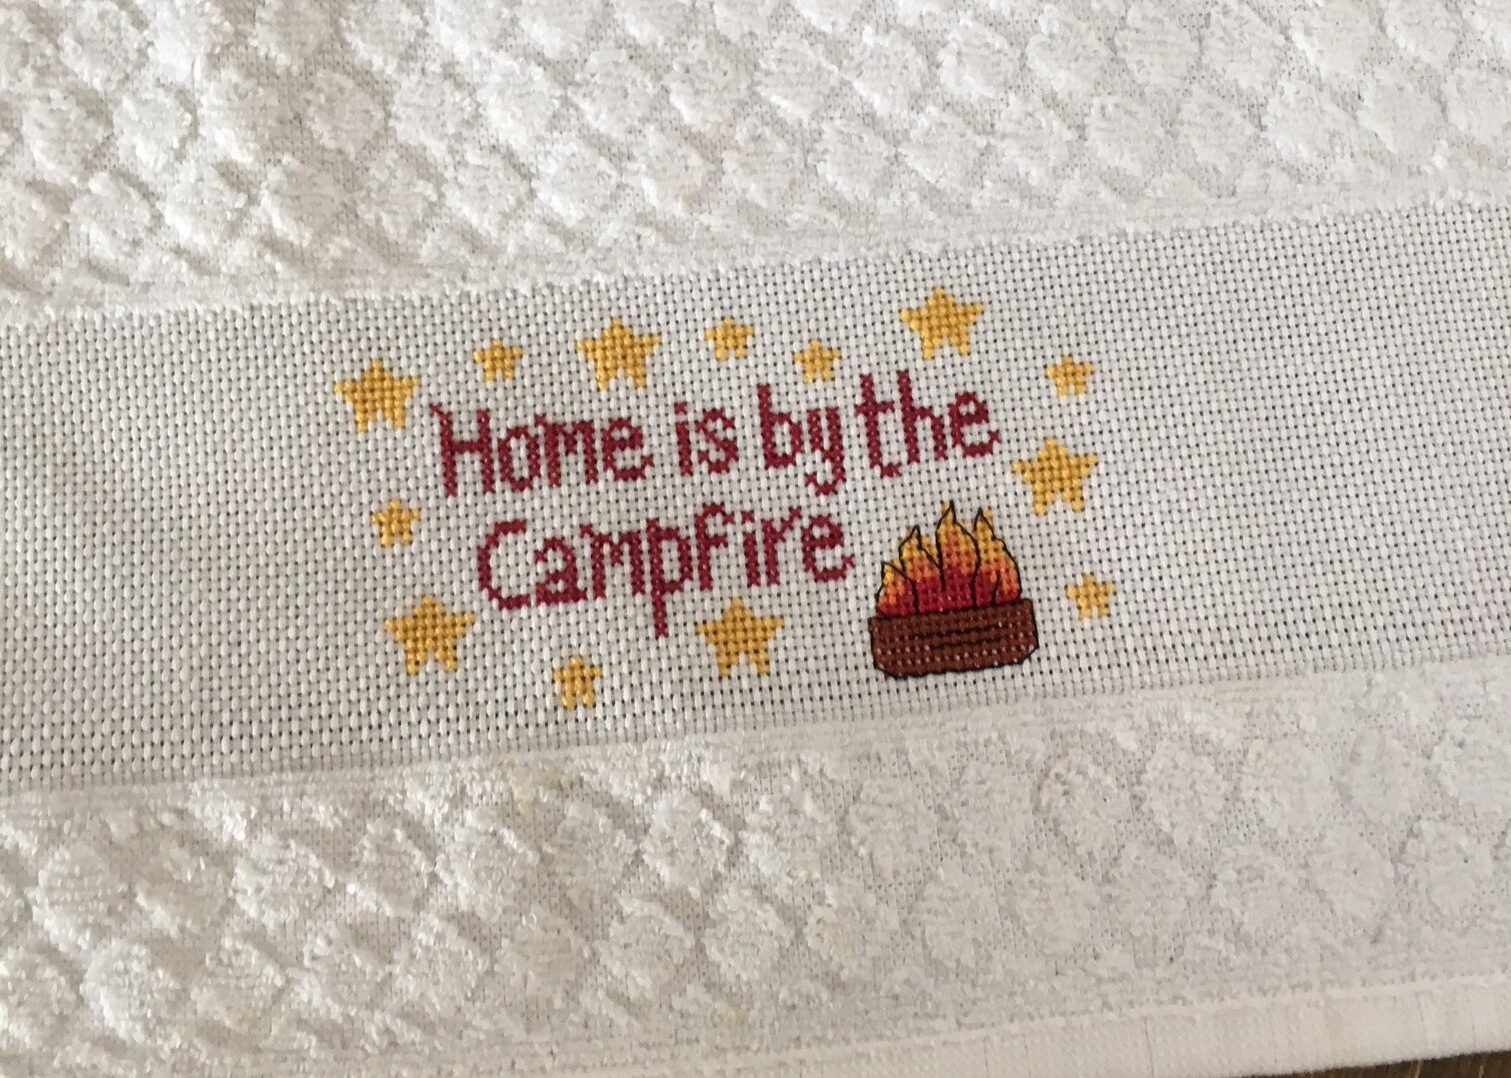 Home is by the
Campfire